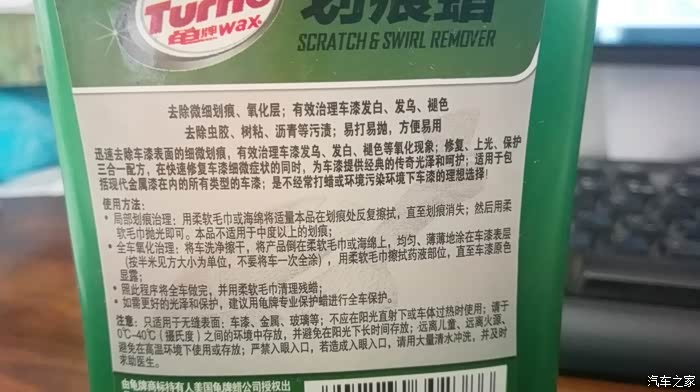 Turtle
龟牌wax
划痕蜡
SCRATCH & SWIRL REMOVER
去除微细划痕、氧化层;有效治理车漆发白、发乌、褪色
去除虫胶、树粘、沥青等污渍;易打易抛,方便易用
迅速去除车漆表面的细微划痕,有效治理车漆发乌、发白、褪色等氧化现象;修复、上光、保护
三合一配方,在快速修复车漆细微症状的同时,为车漆提供经典的传奇光泽和呵护;适用于包
括现代金属漆在内的所有类型的车漆;是不经常打蜡或环境污染环境下车漆的理想选择!
使用方法:
• 局部划痕治理:用柔软毛巾或海绵将适量本品在划痕处反复擦拭,直至划痕消失;然后用柔
软毛巾抛光即可。本品不适用于中度以上的划痕;
• 全车氧化治理:将车洗净擦干,将产品倒在柔软毛巾或海绵上,均匀、薄薄地涂在车漆表层
(按半米见方大小为单位,不要将车一次全涂),用柔软毛巾擦拭药液部位,直至车漆原色
显露;
• 照此程序将全车做完,并用柔软毛巾清理残蜡;
• 如需更好的光泽和保护,建议用龟牌专业保护蜡进行全车保护。
注意:只适用于无缝表面:车漆、金属、玻璃等;不应在阳光直射下或车体过热时使用;请于
0℃-40℃(摄氏度)之间的环境中存放,并避免在阳光下长时间存放;远离儿童、远离火源、
避免在高温环境下使用或存放;严禁入眼入口,若造成入眼入口,请用大量清水冲洗,并及时
求助医生。
由龟牌商标持有人美国龟牌蜡公司授权出
汽车之家